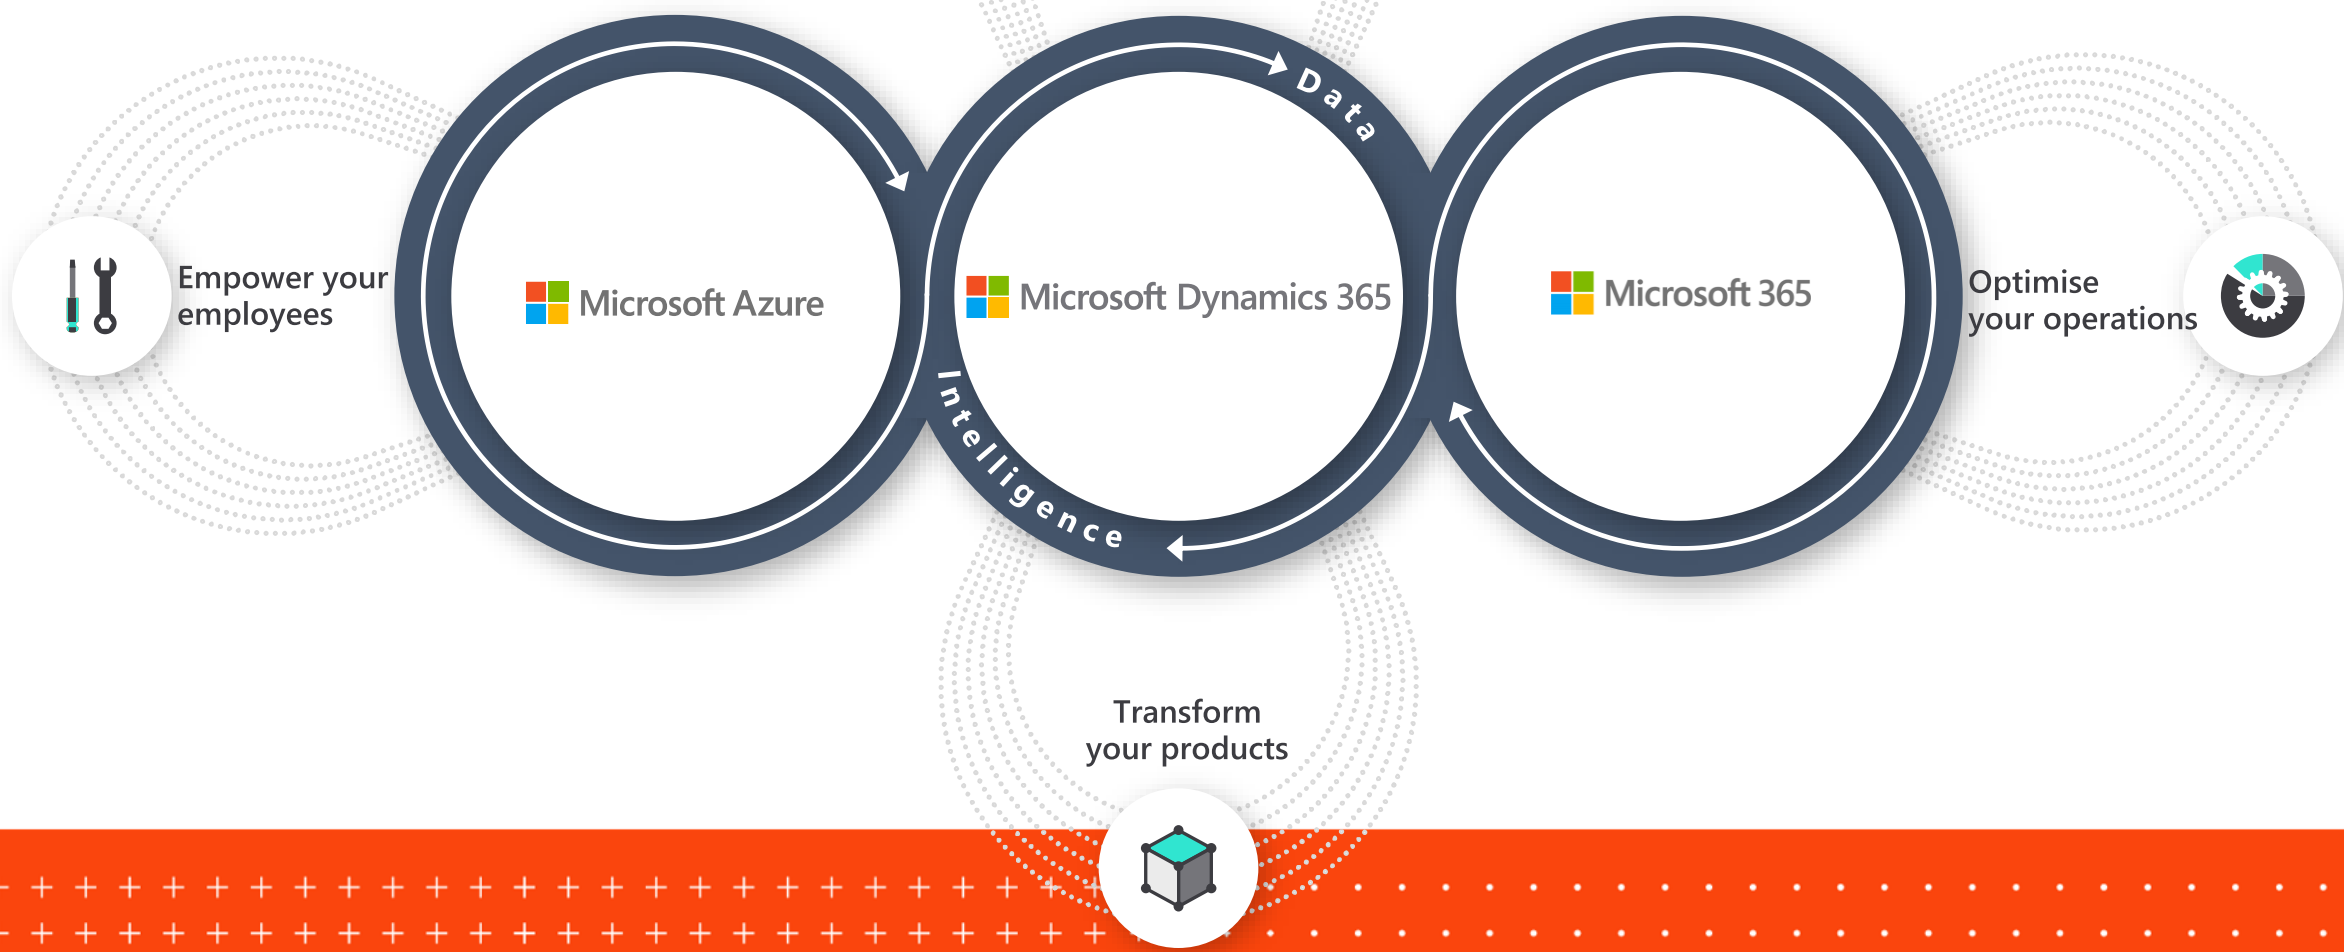 Data
Empower your
employees
Microsoft Azure
Microsoft Dynamics 365
Microsoft 365
Optimise
your operations
Intelligence
Transform
your products